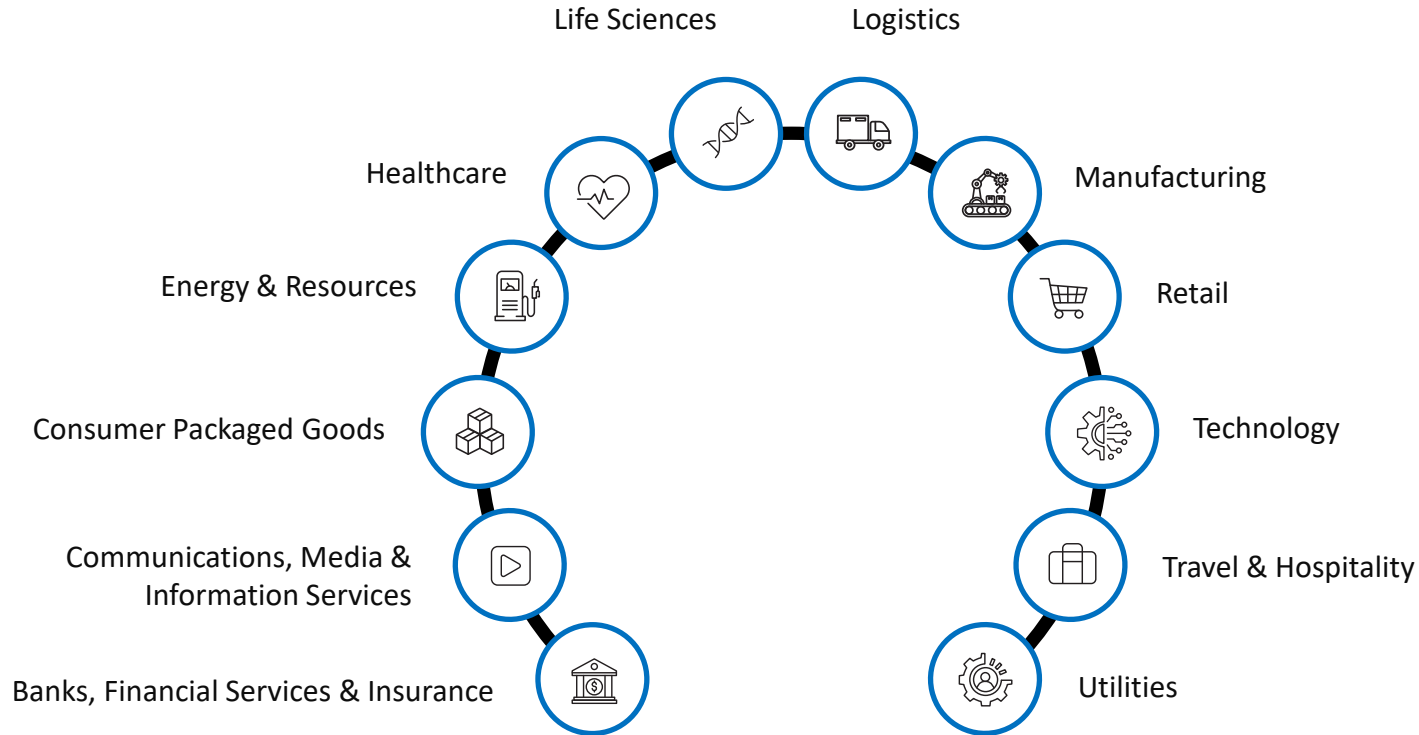 Life Sciences
Logistics
Healthcare
Manufacturing
Energy & Resources
Retail
Consumer Packaged Goods
Technology
Communications, Media &
Information Services
Travel & Hospitality
Banks, Financial Services & Insurance
Utilities
$